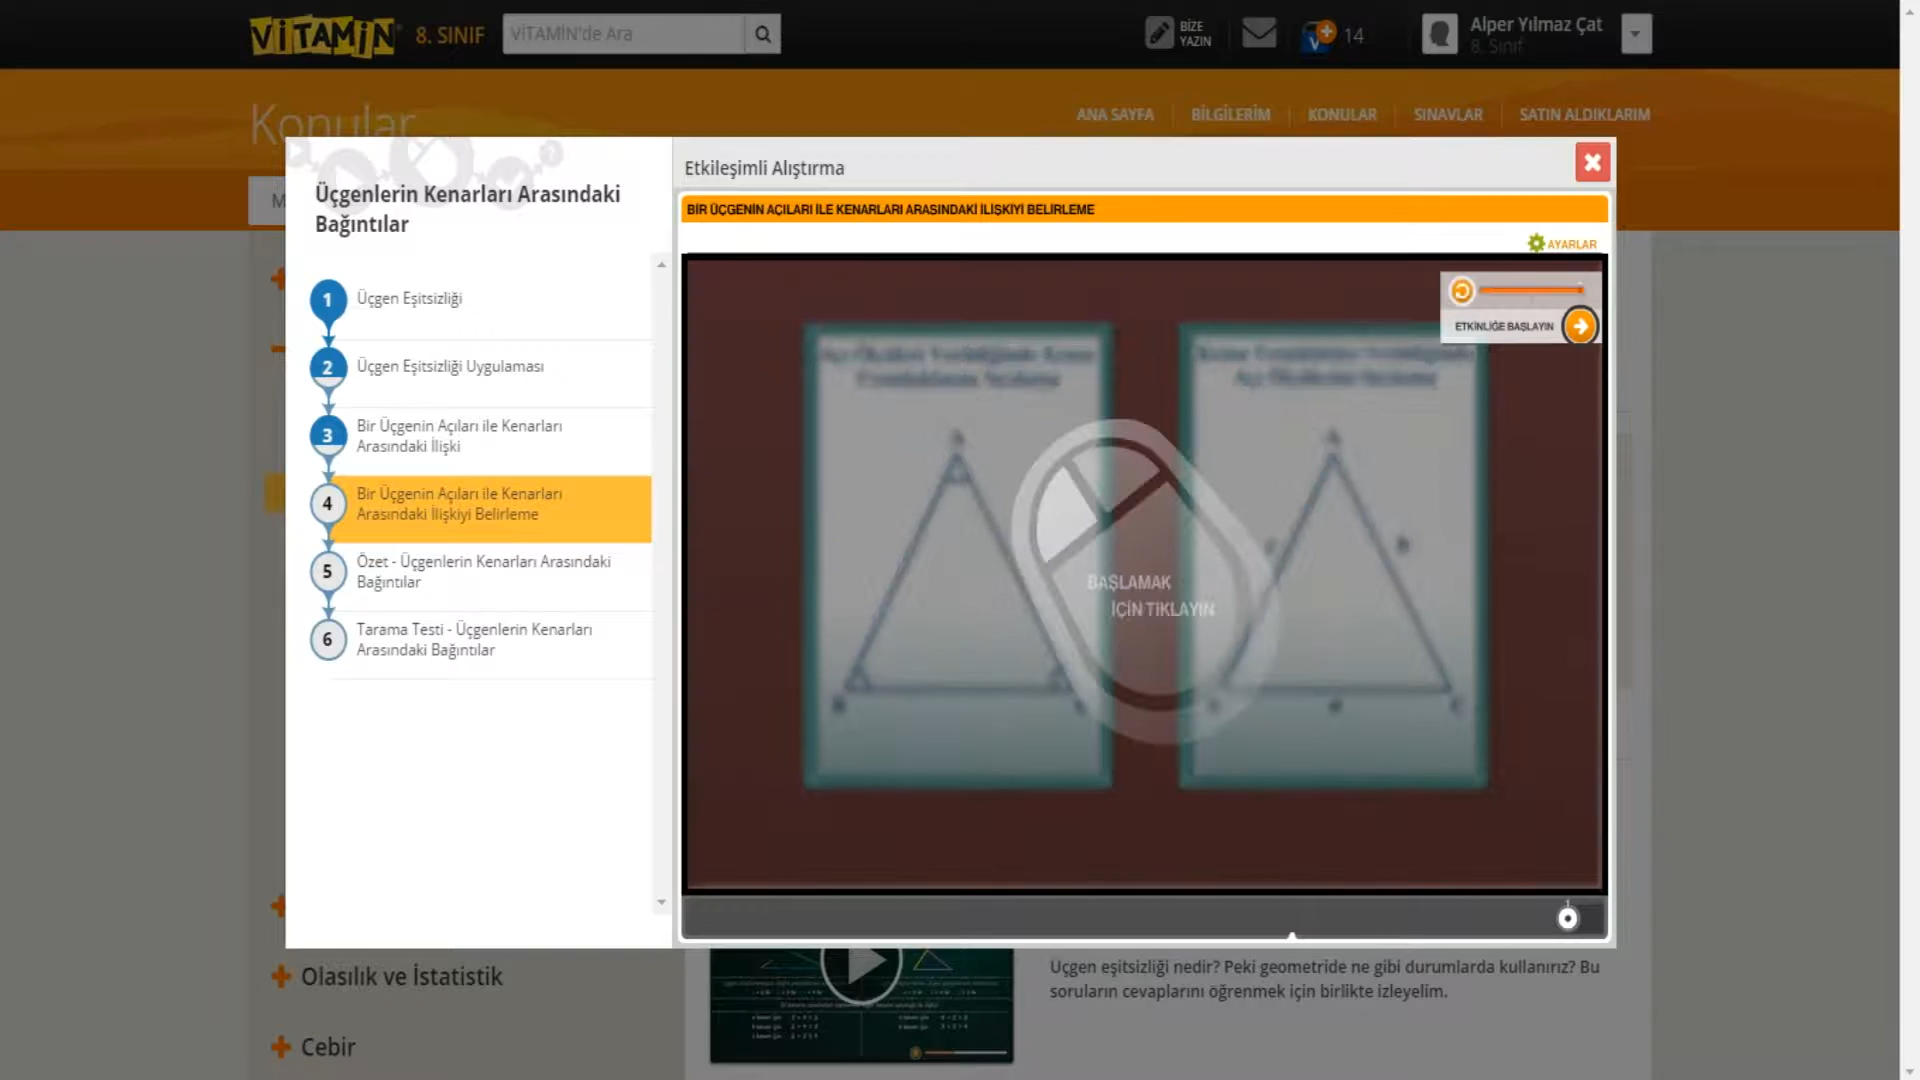 VİTAMİN
8. SINIF
VİTAMİN'de Ara
BİZE
YAZIN
14
Alper Yılmaz Çat
8. Sınıf
Konular
ANA SAYFA
BİLGİLERİM
KONULAR
SINAVLAR
SATIN ALDIKLARIM
Üçgenlerin Kenarları Arasındaki
Bağıntılar
1 Üçgen Eşitsizliği
2 Üçgen Eşitsizliği Uygulaması
3 Bir Üçgenin Açıları ile Kenarları
Arasındaki İlişki
4 Bir Üçgenin Açıları ile Kenarları
Arasındaki İlişkiyi Belirleme
5 Özet - Üçgenlerin Kenarları Arasındaki
Bağıntılar
6 Tarama Testi - Üçgenlerin Kenarları
Arasındaki Bağıntılar
Etkileşimli Alıştırma
BİR ÜÇGENİN AÇILARI İLE KENARLARI ARASINDAKİ İLİŞKİYİ BELİRLEME
AYARLAR
ETKİNLİĞE BAŞLAYIN
BAŞLAMAK
İÇİN TIKLAYIN
1
Olasılık ve İstatistik
Cebir
Üçgen eşitsizliği nedir? Peki geometride ne gibi durumlarda kullanırız? Bu
soruların cevaplarını öğrenmek için birlikte izleyelim.